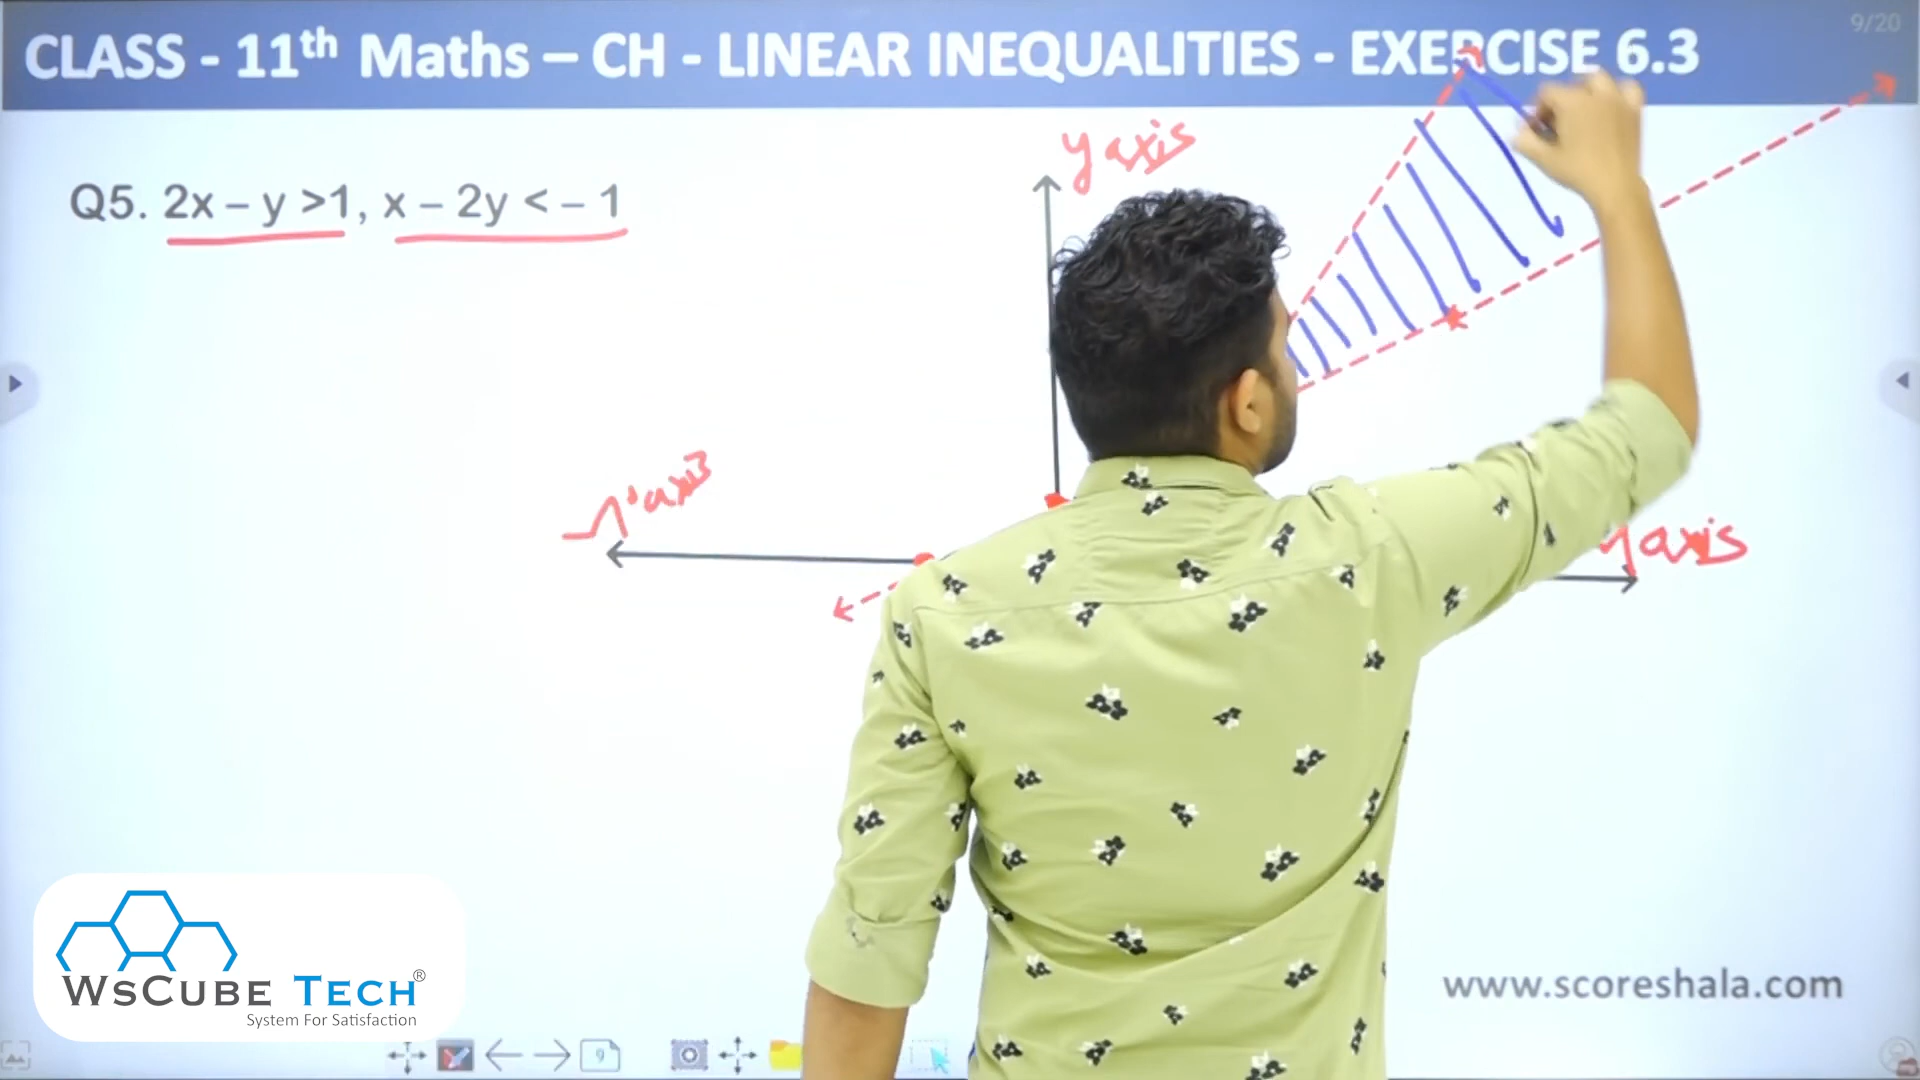 9/20
CLASS - 11th Maths – CH - LINEAR INEQUALITIES - EXERCISE 6.3
y axis
Q5. 2x – y >1, x – 2y < – 1
x' axis
x axis
www.scoreshala.com
WsCube Tech®
System For Satisfaction
9